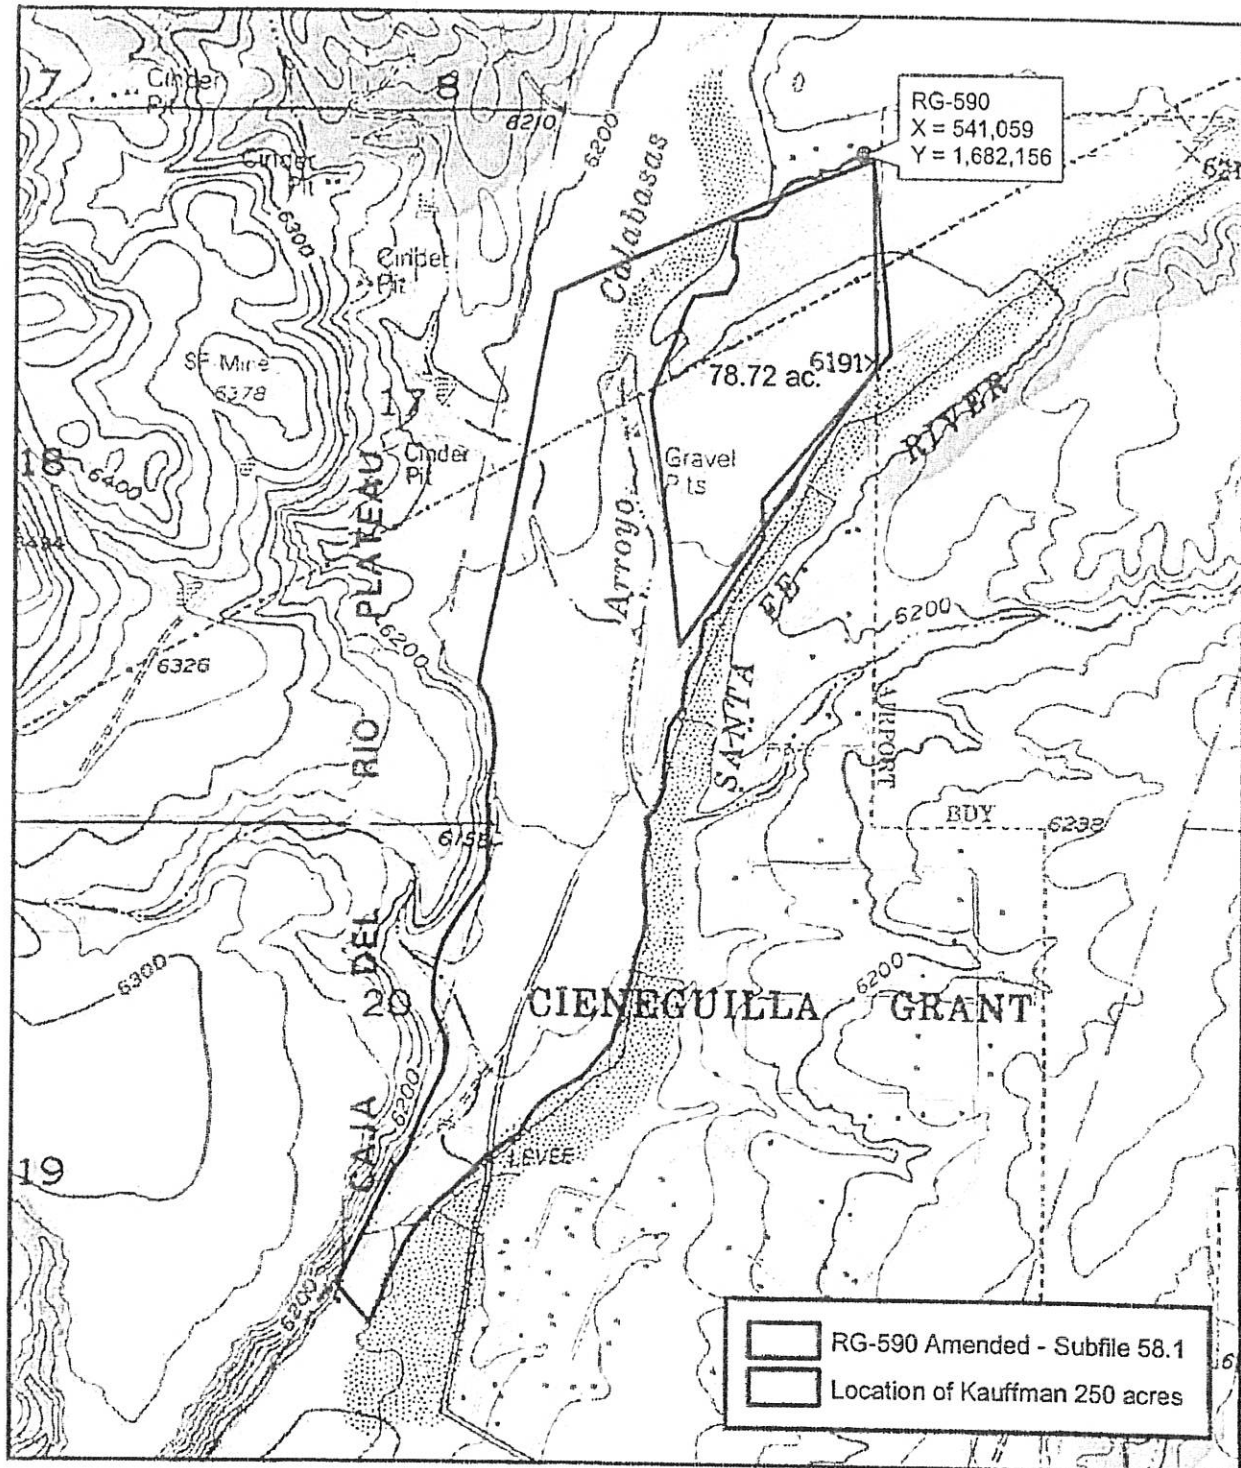 17
Cinder
Pit
8
6210
6200
RG-590
X = 541,059
Y = 1,682,156
Cinder
Pit
6300
Calabasas
Cinder
Pit
SF Mine
6378
17
78.72 ac.
6191
18
6400
Cinder
Pit
Gravel
Pits
RIVER
PLATEAU
Arroyo
FE
6200
6200
6326
SANTA
AIRPORT
RIO
BDY
6238
6158
6300
DEL
20
6200
CIENEGUILLA GRANT
CAJA
6200
19
LEVEE
6200
RG-590 Amended - Subfile 58.1
Location of Kauffman 250 acres